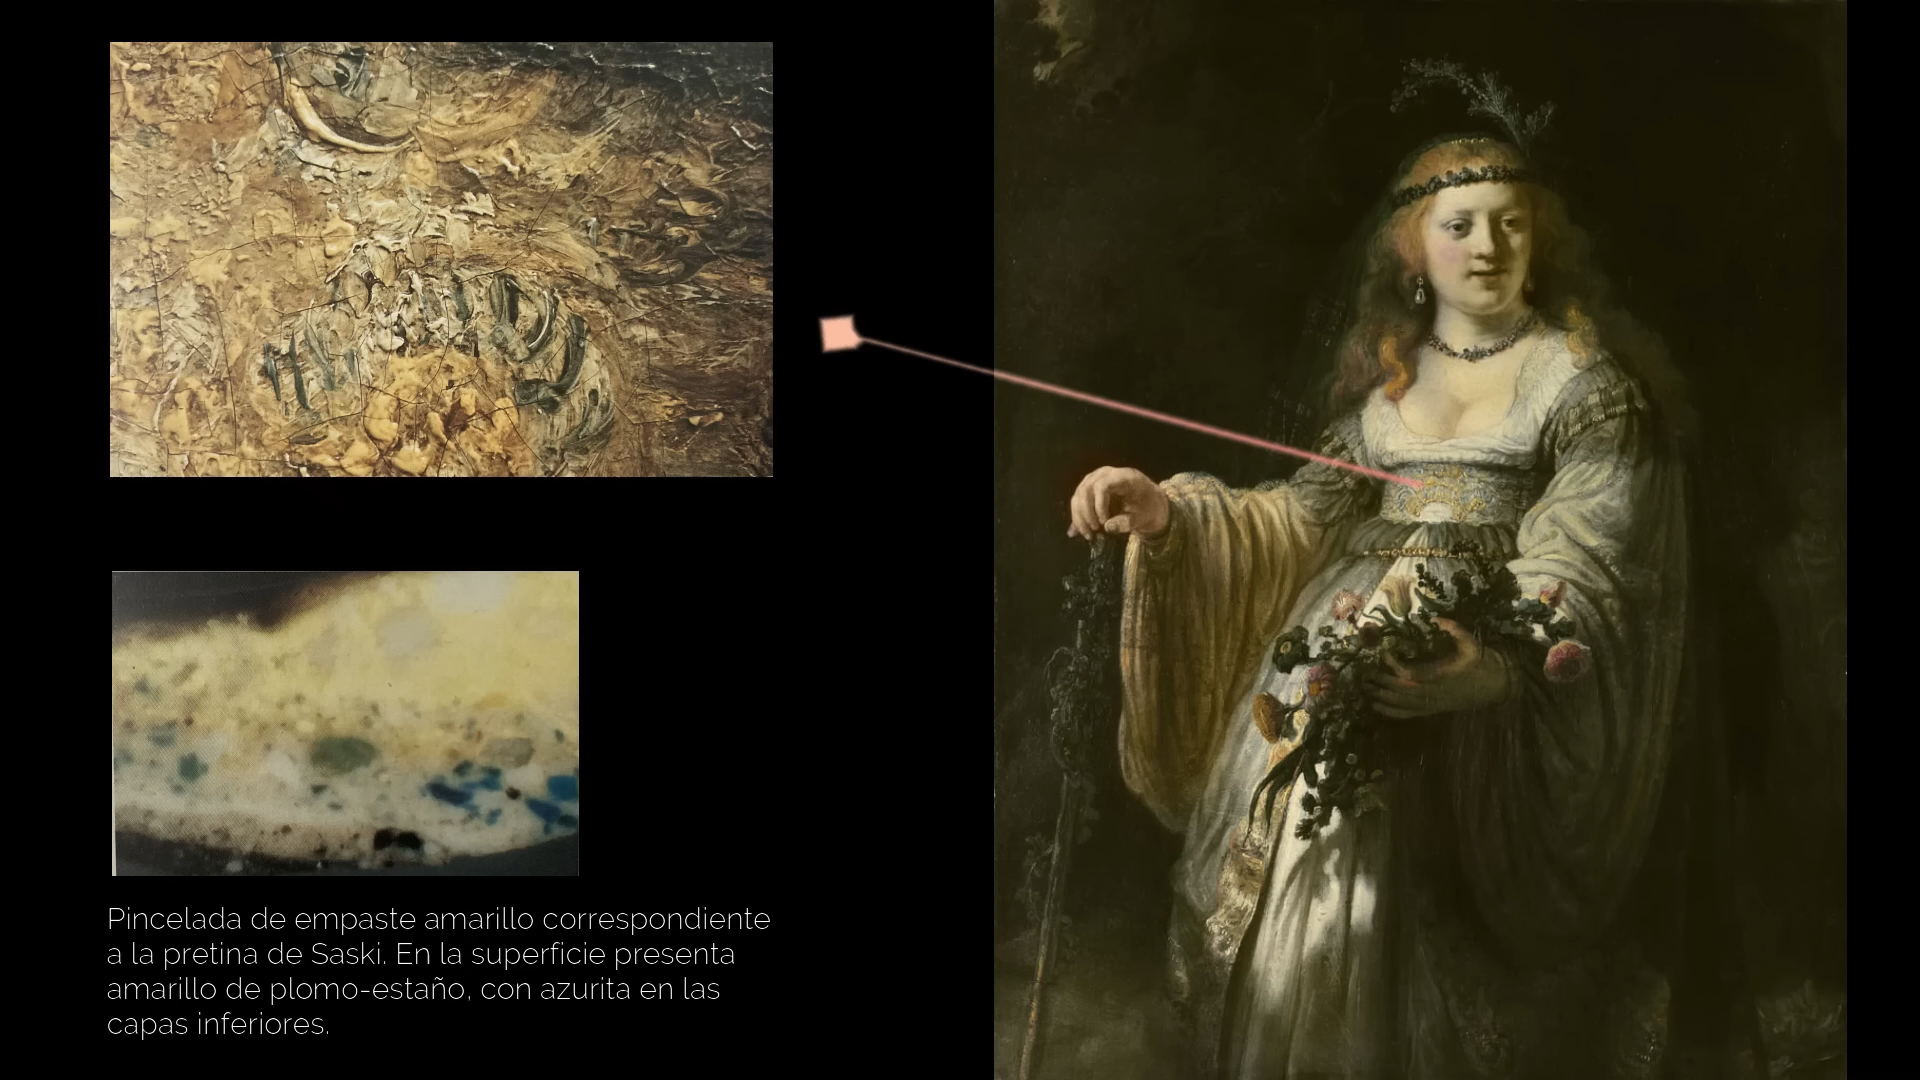 Pincelada de empaste amarillo correspondiente
a la pretina de Saski. En la superficie presenta
amarillo de plomo-estaño, con azurita en las
capas inferiores.